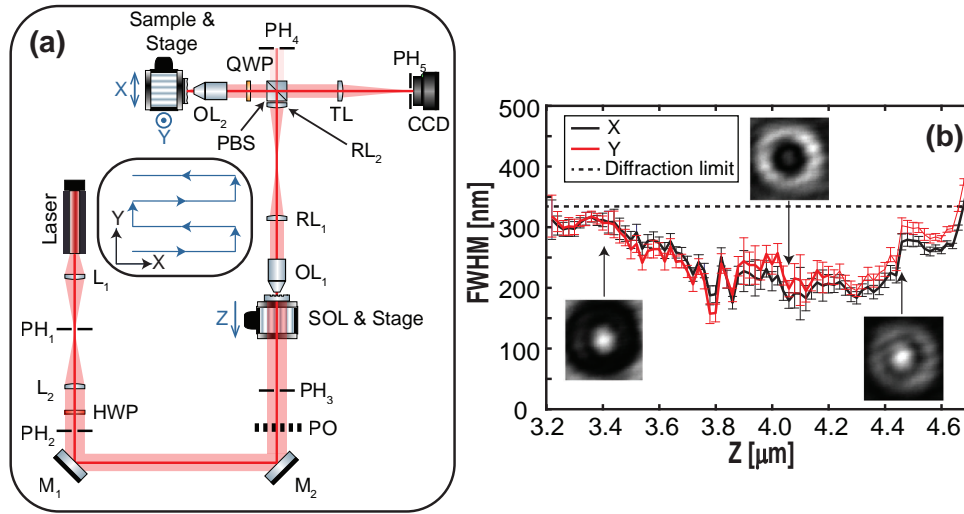 (a)
Sample &
Stage
PH4
QWP
PH5
X
Y
OL2
PBS
TL
CCD
RL2
Laser
Y
X
L1
RL1
OL1
PH1
Z
SOL & Stage
L2
HWP
PH3
PH2
PO
M1
M2
(b)
500
400
300
200
100
0
FWHM [nm]
X
Y
Diffraction limit
3.2 3.4 3.6 3.8 4.0 4.2 4.4 4.6
Z [μm]